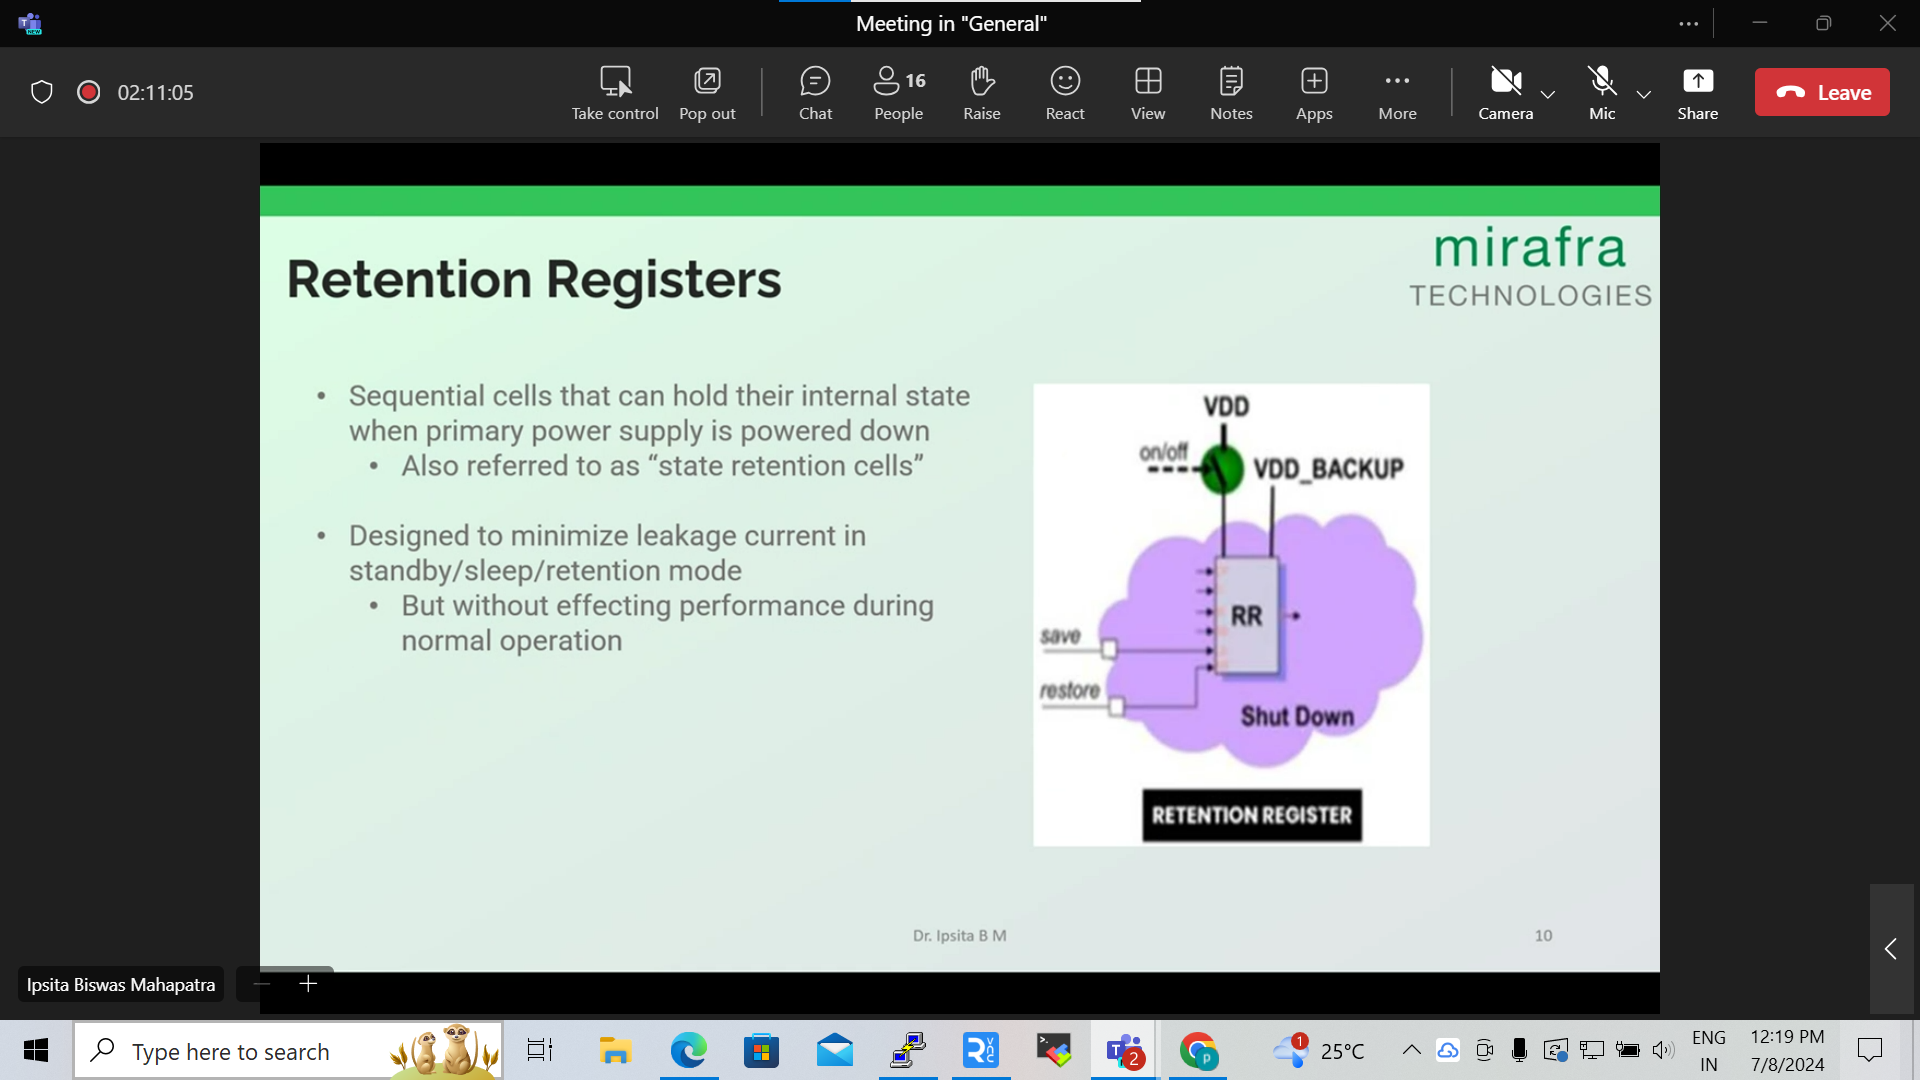 Meeting in "General"
02:11:05
Take control
Pop out
Chat
16
People
Raise
React
View
Notes
Apps
More
Camera
Mic
Share
Leave
mirafra
TECHNOLOGIES
Retention Registers
• Sequential cells that can hold their internal state
when primary power supply is powered down
• Also referred to as “state retention cells”
• Designed to minimize leakage current in
standby/sleep/retention mode
• But without effecting performance during
normal operation
VDD
on/off
VDD_BACKUP
RR
save
restore
Shut Down
RETENTION REGISTER
Dr. Ipsita B M
10
Ipsita Biswas Mahapatra
Type here to search
2
p
1
25°C
ENG
IN
12:19 PM
7/8/2024